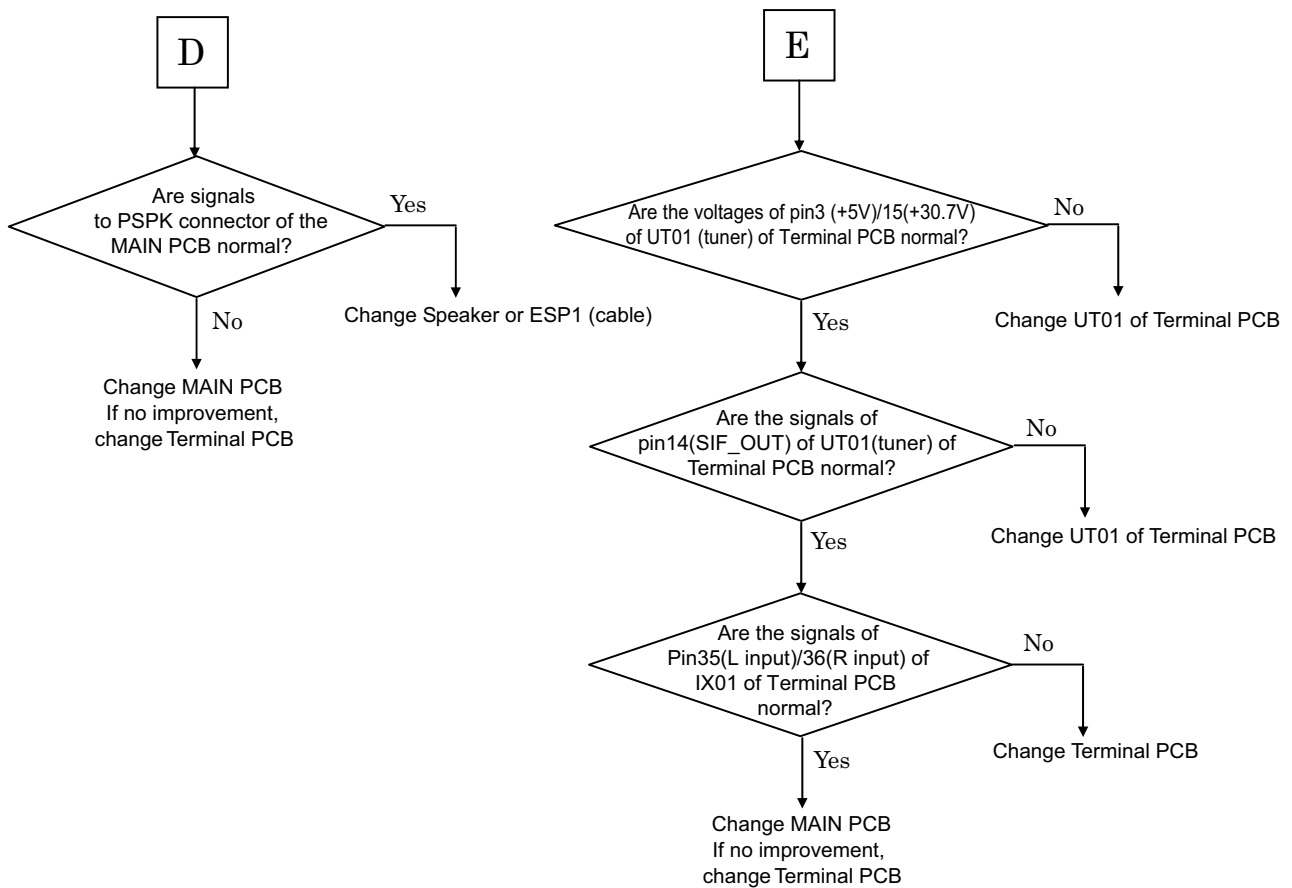 D
Are signals
to PSPK connector of the
MAIN PCB normal?
Yes
Change Speaker or ESP1 (cable)
No
Change MAIN PCB
If no improvement,
change Terminal PCB
E
Are the voltages of pin3 (+5V)/15(+30.7V)
of UT01 (tuner) of Terminal PCB normal?
No
Change UT01 of Terminal PCB
Yes
Are the signals of
pin14(SIF_OUT) of UT01(tuner) of
Terminal PCB normal?
No
Change UT01 of Terminal PCB
Yes
Are the signals of
Pin35(L input)/36(R input) of
IX01 of Terminal PCB
normal?
No
Change Terminal PCB
Yes
Change MAIN PCB
If no improvement,
change Terminal PCB